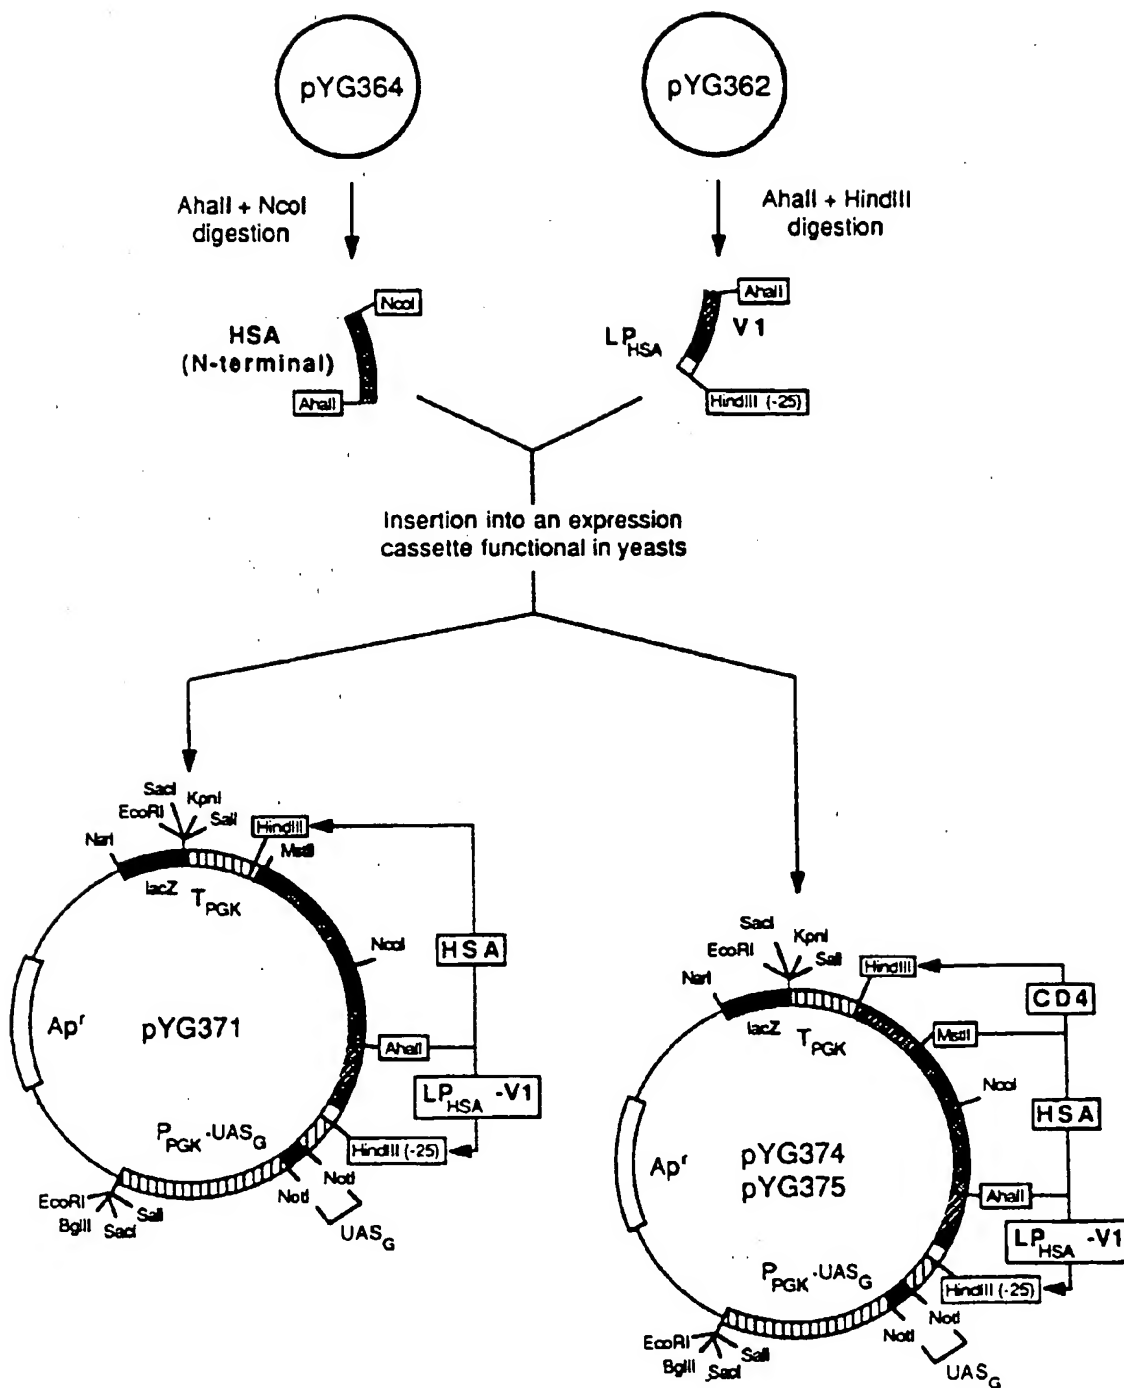 pYG364
pYG362
AhaII + NcoI
digestion
AhaII + HindIII
digestion
NcoI
HSA
(N-terminal)
AhaII
AhaII
V1
LP HSA
HindIII (-25)
Insertion into an expression
cassette functional in yeasts
SacI
KpnI
EcoRI
SalI
HindIII
NarI
MstII
lacZ
T PGK
HSA
NcoI
Apʳ
pYG371
AhaII
LP HSA -V1
P PGK ·UAS G
HindIII (-25)
NotI
NotI
EcoRI
BglII
SacI
SalI
UAS G
SacI
KpnI
EcoRI
SalI
HindIII
NarI
CD4
lacZ
T PGK
MstII
NcoI
HSA
Apʳ
pYG374
pYG375
AhaII
LP HSA -V1
P PGK ·UAS G
HindIII (-25)
NotI
NotI
EcoRI
BglII
SacI
SalI
UAS G